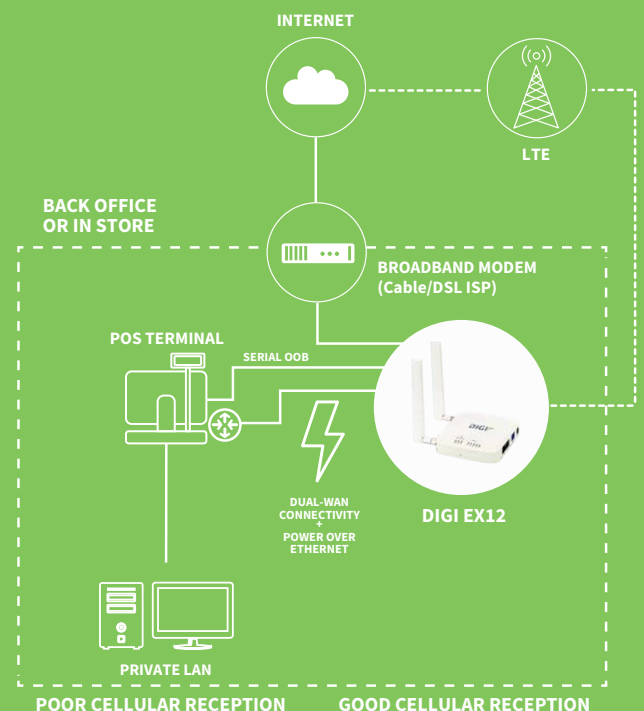 INTERNET
LTE
BACK OFFICE
OR IN STORE
BROADBAND MODEM
(Cable/DSL ISP)
POS TERMINAL
SERIAL OOB
DIGI
DUAL-WAN
CONNECTIVITY
+
POWER OVER
ETHERNET
DIGI EX12
PRIVATE LAN
POOR CELLULAR RECEPTION
GOOD CELLULAR RECEPTION